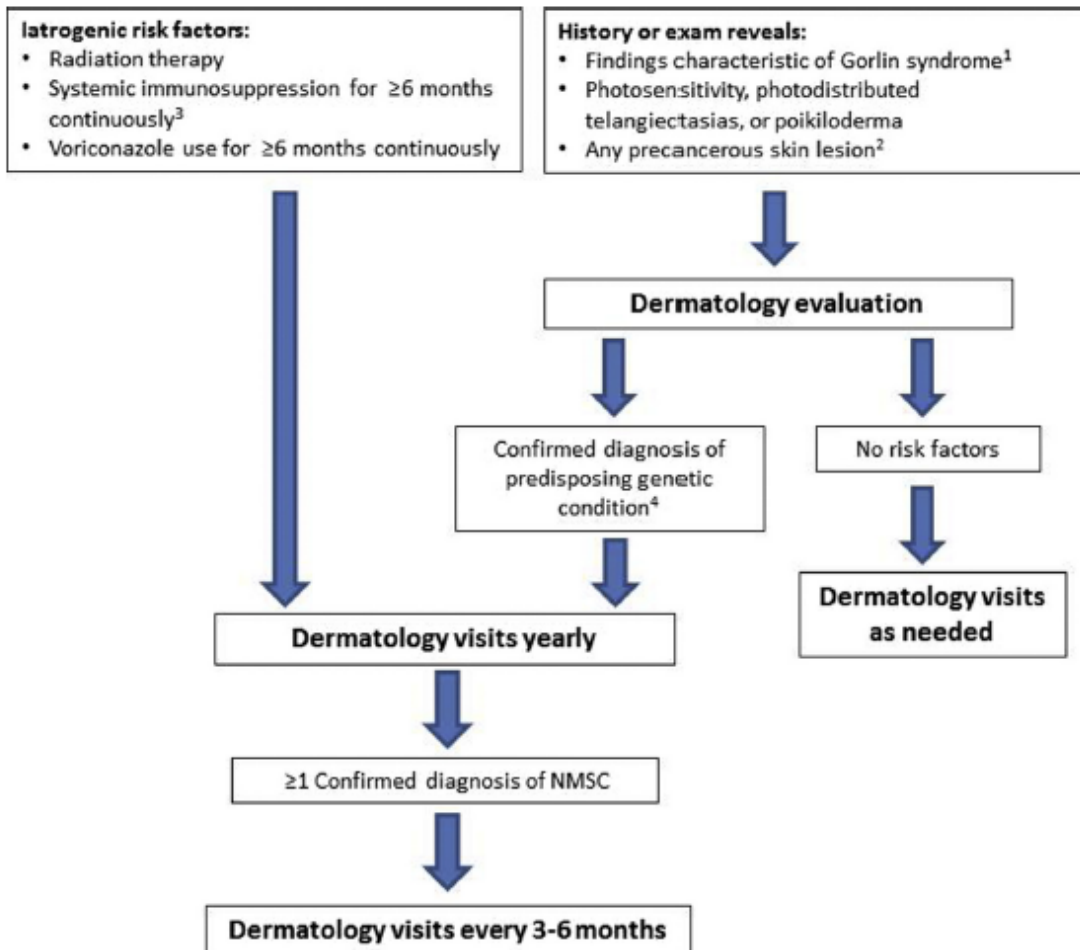 Iatrogenic risk factors:
• Radiation therapy
• Systemic immunosuppression for ≥6 months
continuously³
• Voriconazole use for ≥6 months continuously
History or exam reveals:
• Findings characteristic of Gorlin syndrome¹
• Photosensitivity, photodistributed
telangiectasias, or poikiloderma
• Any precancerous skin lesion²
Dermatology evaluation
Confirmed diagnosis of
predisposing genetic
condition⁴
No risk factors
Dermatology visits yearly
Dermatology visits
as needed
≥1 Confirmed diagnosis of NMSC
Dermatology visits every 3-6 months